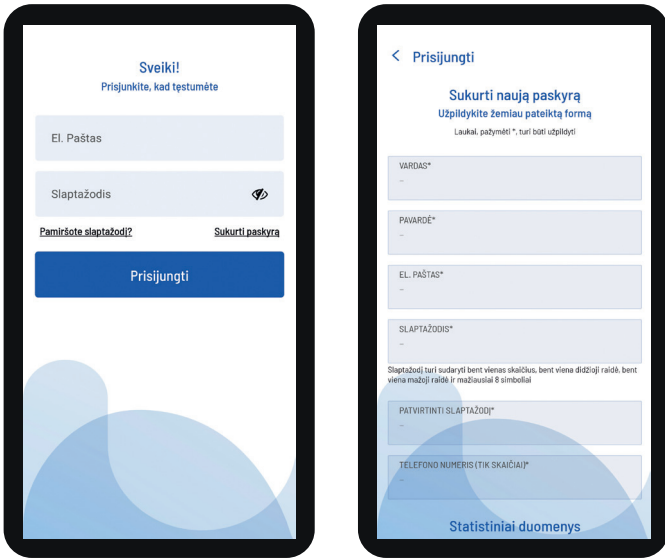 Sveiki!
Prisijunkite, kad tęstumėte
El. Paštas
Slaptažodis
Pamiršote slaptažodį?
Sukurti paskyrą
Prisijungti
Prisijungti
Sukurti naują paskyrą
Užpildykite žemiau pateiktą formą
Laukai, pažymėti *, turi būti užpildyti
VARDAS*
PAVARDĖ*
EL. PAŠTAS*
SLAPTAŽODIS*
Slaptažodį turi sudaryti bent vienas skaičius, bent viena didžioji raidė, bent
viena mažoji raidė ir mažiausiai 8 simboliai
PATVIRTINTI SLAPTAŽODĮ*
TELEFONO NUMERIS (TIK SKAIČIAI)*
Statistiniai duomenys